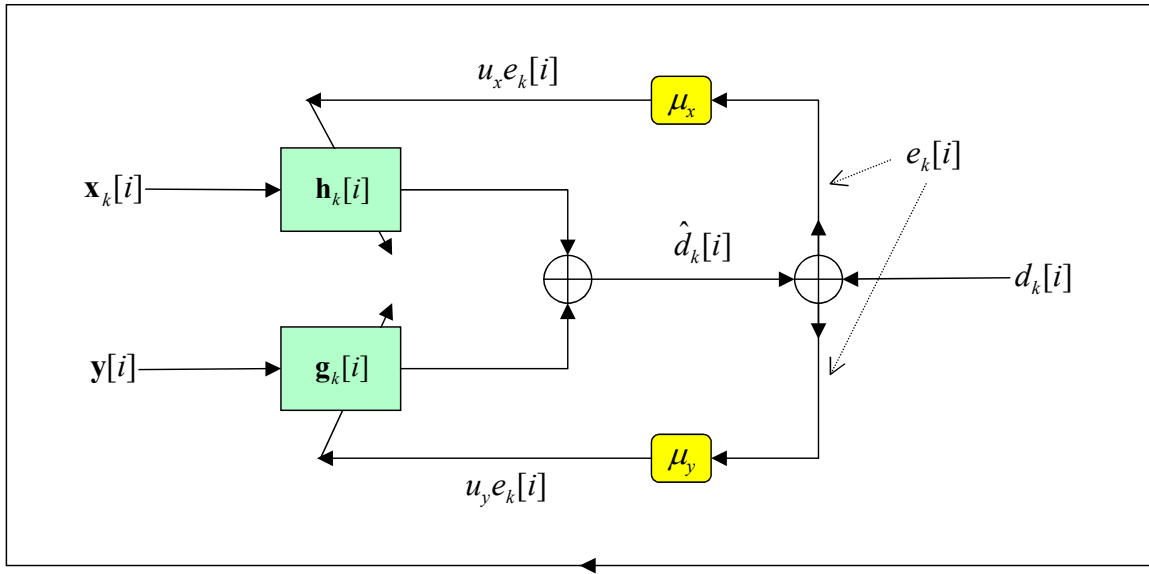 u_x e_k[i]
μ_x
x_k[i]
h_k[i]
e_k[i]
d̂_k[i]
d_k[i]
y[i]
g_k[i]
μ_y
u_y e_k[i]